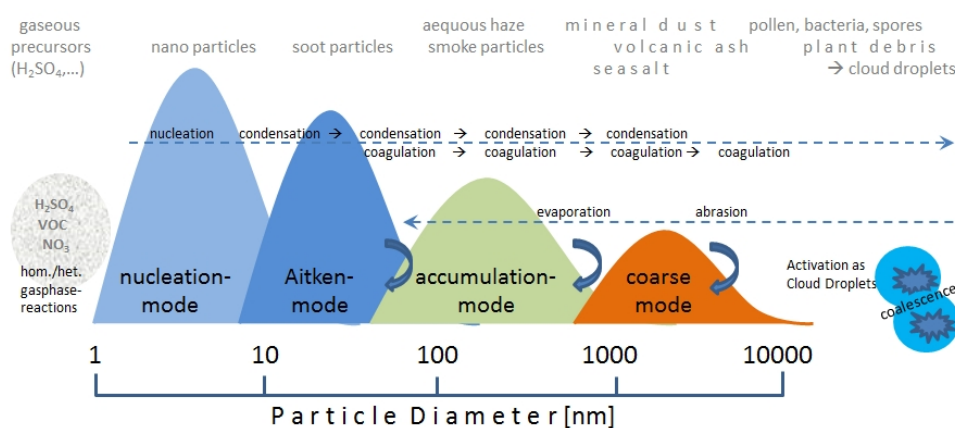 gaseous
precursors
(H₂SO₄,...)
nano particles
soot particles
aequous haze
smoke particles
mineral dust
volcanic ash
seasalt
pollen, bacteria, spores
plant debris
→ cloud droplets
nucleation condensation → condensation → condensation → condensation
coagulation → coagulation → coagulation → coagulation
evaporation abrasion
H₂SO₄
VOC
NO₃
hom./het.
gasphase-
reactions
nucleation-
mode
Aitken-
mode
accumulation-
mode
coarse
mode
Activation as
Cloud Droplets
coalescence
1 10 100 1000 10000
Particle Diameter [nm]